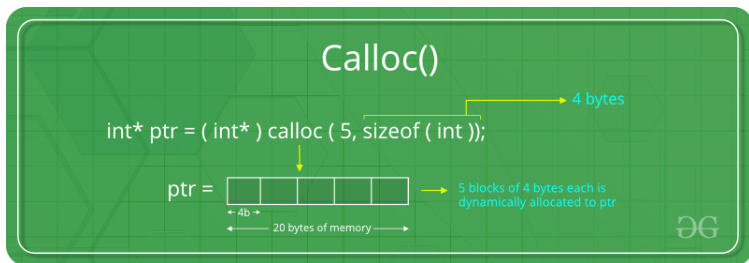 Calloc()
4 bytes
int* ptr = ( int* ) calloc ( 5, sizeof ( int ));
ptr =
5 blocks of 4 bytes each is
dynamically allocated to ptr
4b
20 bytes of memory